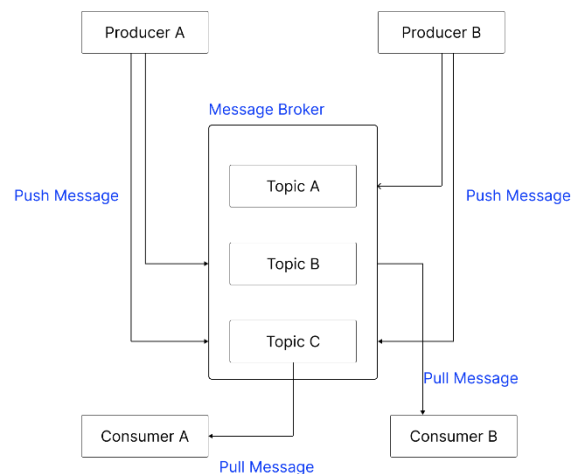 Producer A
Producer B
Message Broker
Topic A
Push Message
Push Message
Topic B
Topic C
Pull Message
Consumer A
Consumer B
Pull Message